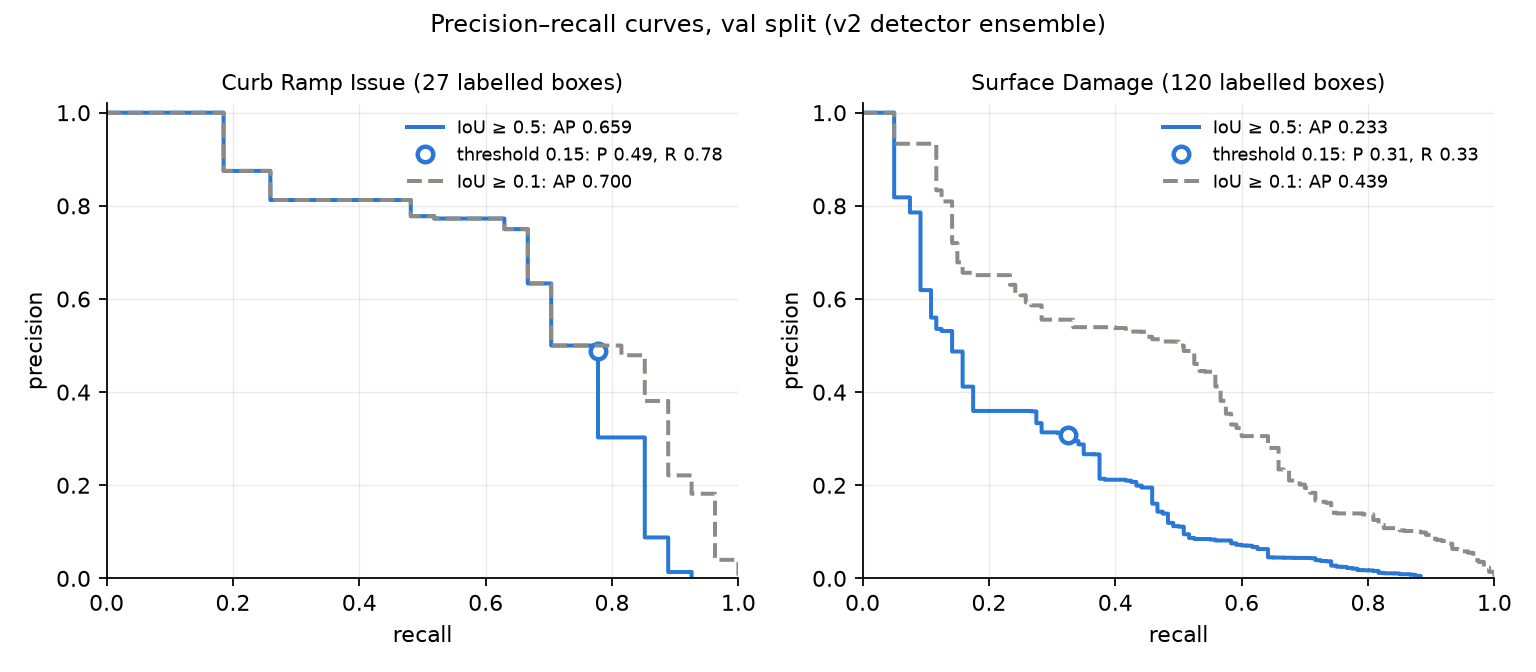 Precision–recall curves, val split (v2 detector ensemble)
Curb Ramp Issue (27 labelled boxes)
IoU ≥ 0.5: AP 0.659
threshold 0.15: P 0.49, R 0.78
IoU ≥ 0.1: AP 0.700
precision
1.0
0.8
0.6
0.4
0.2
0.0
0.0 0.2 0.4 0.6 0.8 1.0
recall
Surface Damage (120 labelled boxes)
IoU ≥ 0.5: AP 0.233
threshold 0.15: P 0.31, R 0.33
IoU ≥ 0.1: AP 0.439
precision
1.0
0.8
0.6
0.4
0.2
0.0
0.0 0.2 0.4 0.6 0.8 1.0
recall